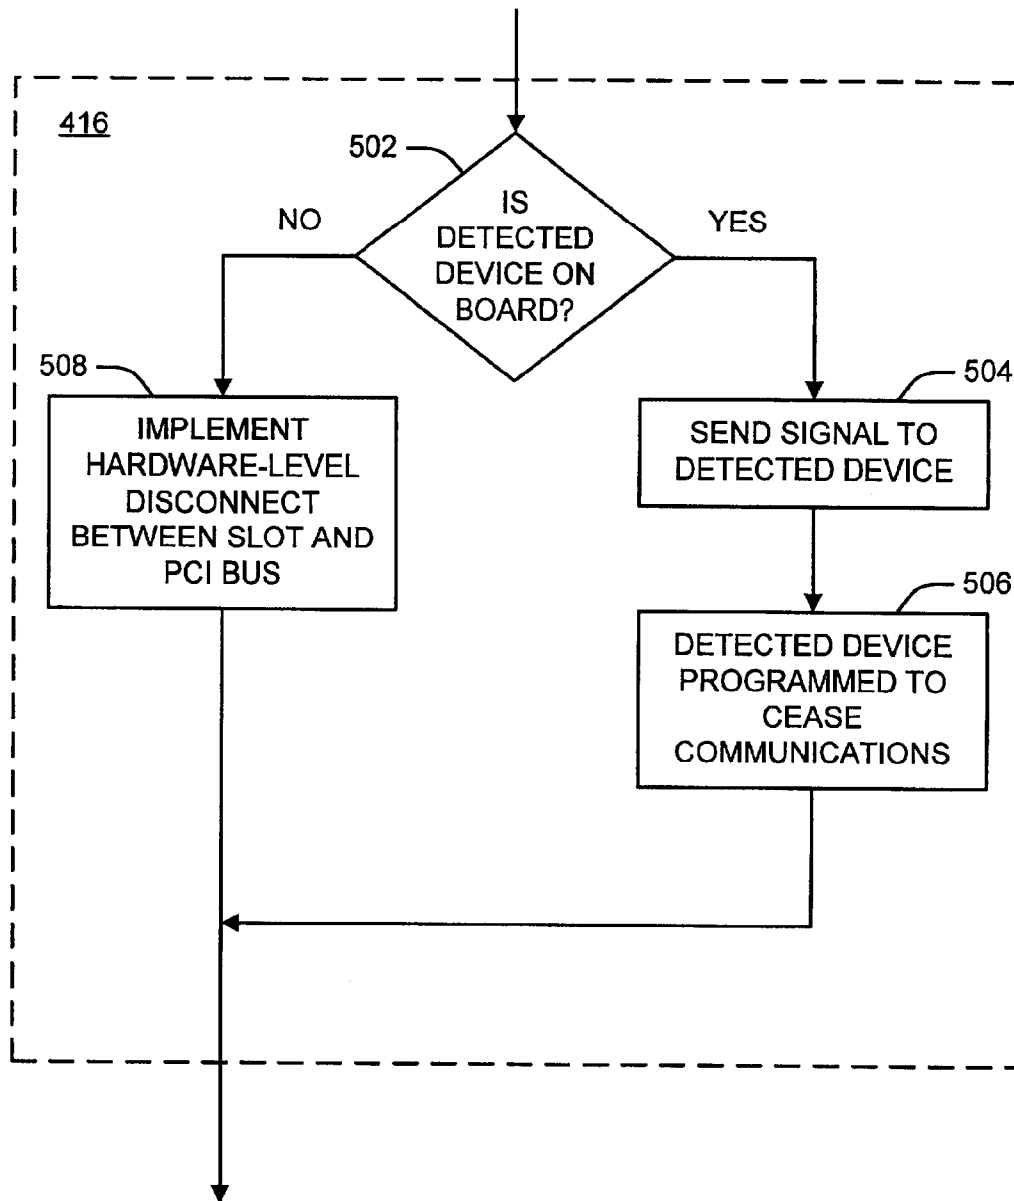 416
502
IS
DETECTED
DEVICE ON
BOARD?
NO
YES
508
IMPLEMENT
HARDWARE-LEVEL
DISCONNECT
BETWEEN SLOT AND
PCI BUS
504
SEND SIGNAL TO
DETECTED DEVICE
506
DETECTED DEVICE
PROGRAMMED TO
CEASE
COMMUNICATIONS